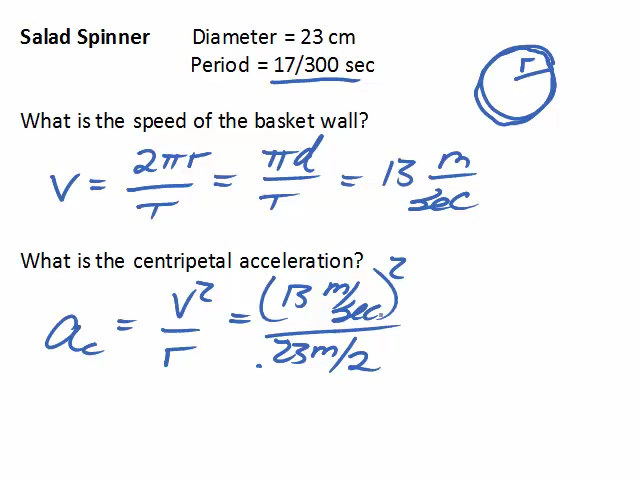 Salad Spinner Diameter = 23 cm
Period = 17/300 sec
r
What is the speed of the basket wall?
v = 2πr/T = πd/T = 13 m/sec
What is the centripetal acceleration?
a_c = v²/r = (13 m/sec.)²/.23m/2